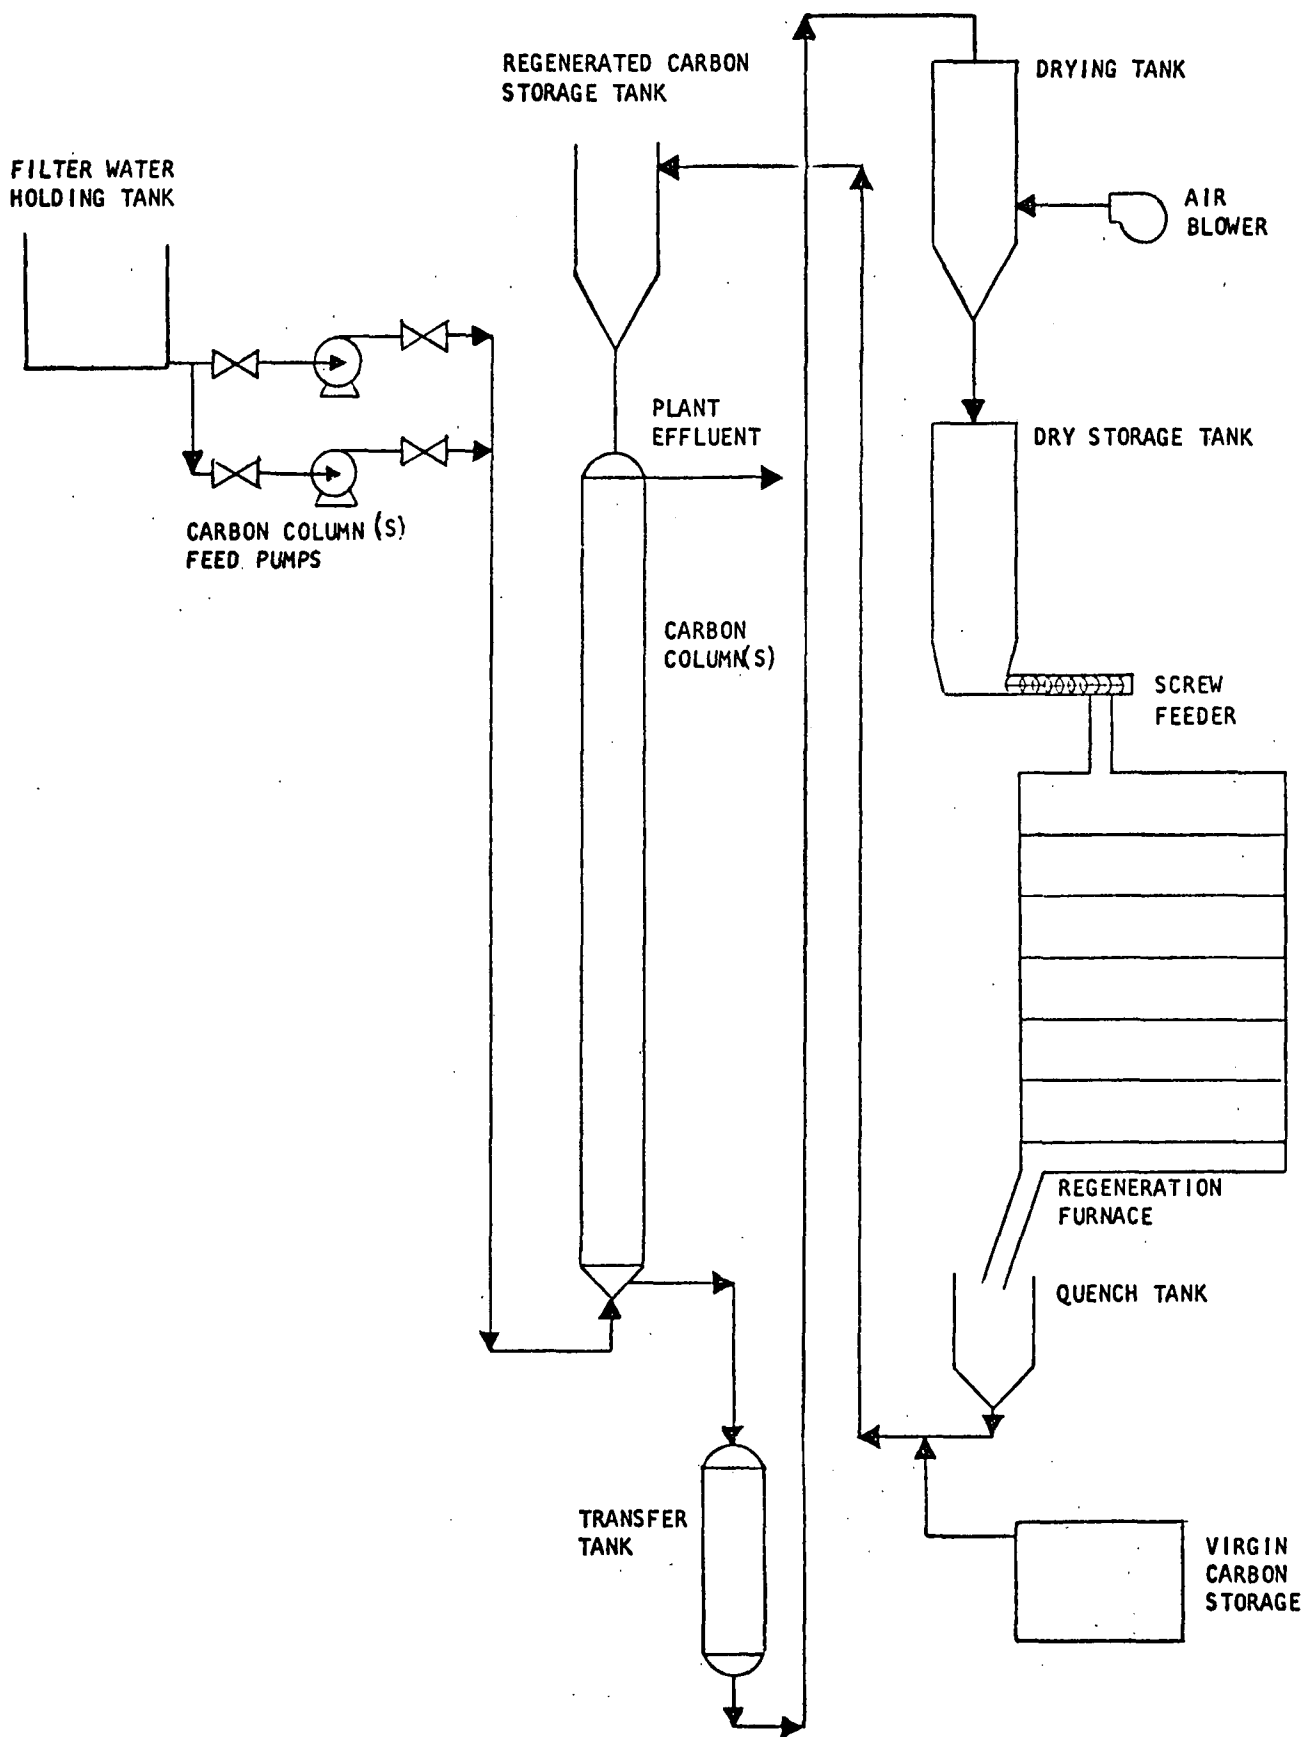 REGENERATED CARBON
STORAGE TANK
DRYING TANK
FILTER WATER
HOLDING TANK
AIR
BLOWER
PLANT
EFFLUENT
DRY STORAGE TANK
CARBON COLUMN(S)
FEED PUMPS
CARBON
COLUMN(S)
SCREW
FEEDER
REGENERATION
FURNACE
QUENCH TANK
TRANSFER
TANK
VIRGIN
CARBON
STORAGE